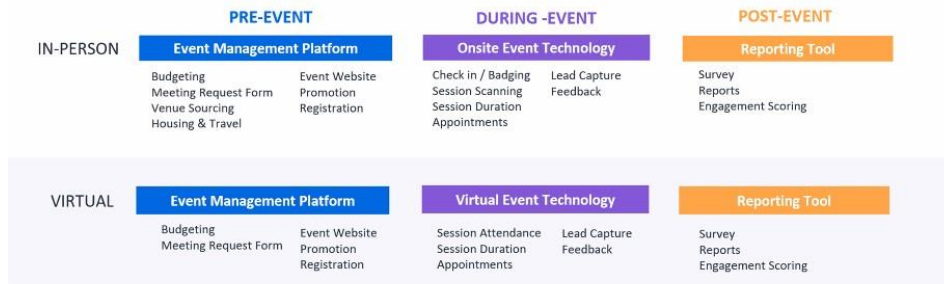 PRE-EVENT
DURING -EVENT
POST-EVENT
IN-PERSON
Event Management Platform
Budgeting
Meeting Request Form
Venue Sourcing
Housing & Travel
Event Website
Promotion
Registration
Onsite Event Technology
Check in / Badging
Session Scanning
Session Duration
Appointments
Lead Capture
Feedback
Reporting Tool
Survey
Reports
Engagement Scoring
VIRTUAL
Event Management Platform
Budgeting
Meeting Request Form
Event Website
Promotion
Registration
Virtual Event Technology
Session Attendance
Session Duration
Appointments
Lead Capture
Feedback
Reporting Tool
Survey
Reports
Engagement Scoring